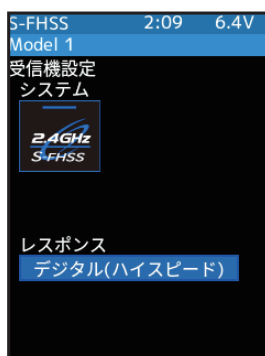 S-FHSS 2:09 6.4V
Model 1
受信機設定
システム
2.4GHz
S-FHSS
レスポンス
デジタル(ハイスピード)